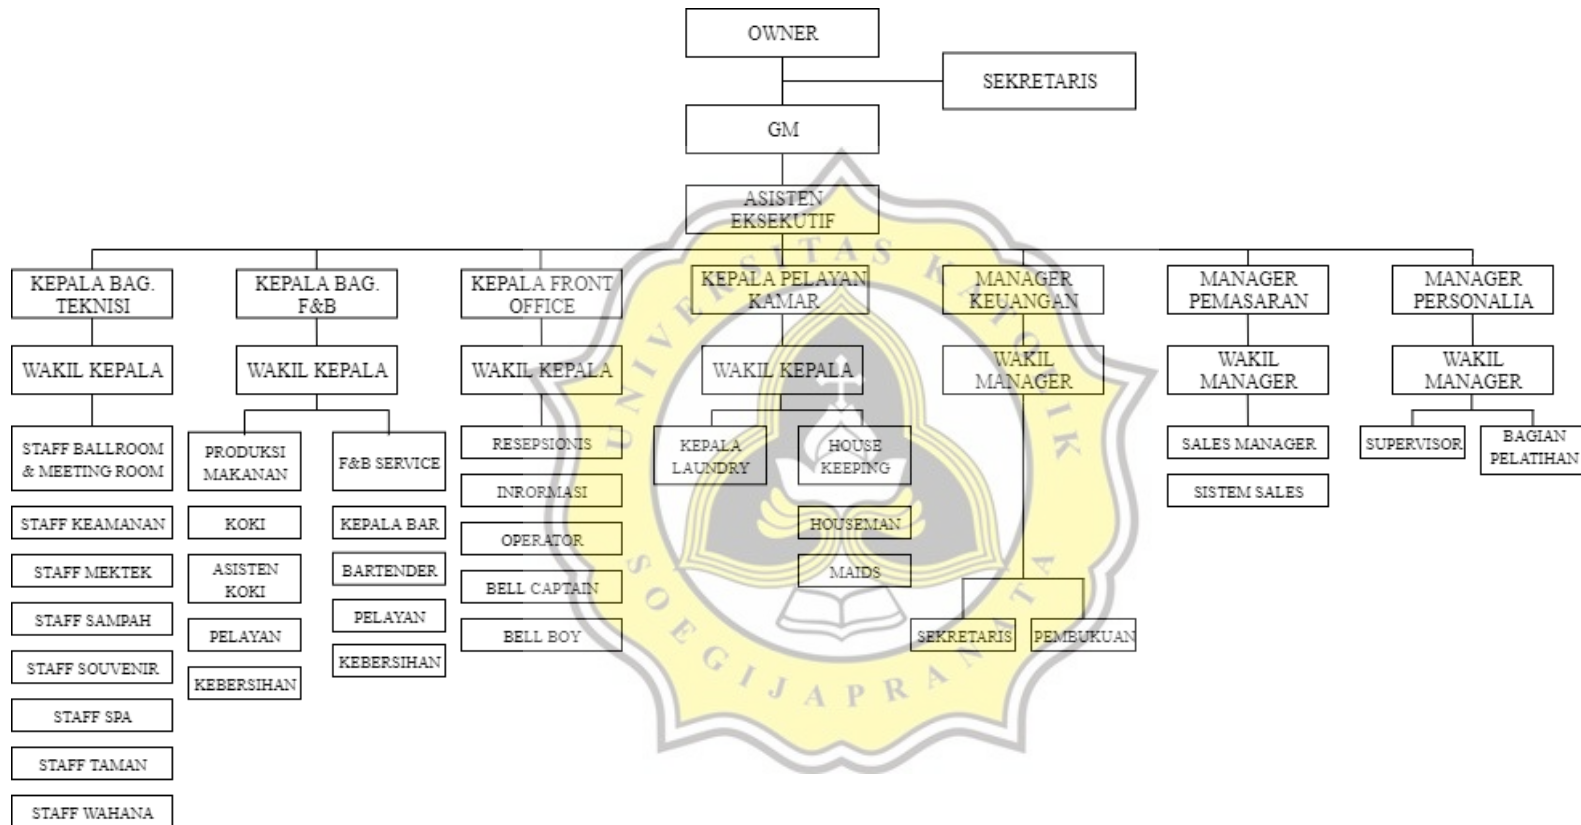 OWNER
SEKRETARIS
GM
ASISTEN
EKSEKUTIF
KEPALA BAG.
TEKNISI
KEPALA BAG.
F&B
KEPALA FRONT
OFFICE
KEPALA PELAYAN
KAMAR
MANAGER
KEUANGAN
MANAGER
PEMASARAN
MANAGER
PERSONALIA
WAKIL KEPALA
WAKIL KEPALA
WAKIL KEPALA
WAKIL KEPALA
WAKIL
MANAGER
WAKIL
MANAGER
WAKIL
MANAGER
STAFF BALLROOM
& MEETING ROOM
STAFF KEAMANAN
STAFF MEKTEK
STAFF SAMPAH
STAFF SOUVENIR
STAFF SPA
STAFF TAMAN
STAFF WAHANA
PRODUKSI
MAKANAN
KOKI
ASISTEN
KOKI
PELAYAN
KEBERSIHAN
F&B SERVICE
KEPALA BAR
BARTENDER
PELAYAN
KEBERSIHAN
RESEPSIONIS
INRORMASI
OPERATOR
BELL CAPTAIN
BELL BOY
KEPALA
LAUNDRY
HOUSE
KEEPING
HOUSEMAN
MAIDS
SEKRETARIS
PEMBUKUAN
SALES MANAGER
SISTEM SALES
SUPERVISOR
BAGIAN
PELATIHAN
UNIVERSITAS KATOLIK
SOEGIJAPRANATA